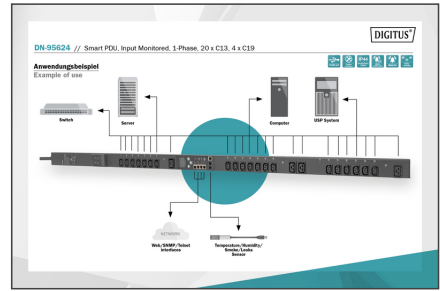 DIGITUS®
DN-95624 // Smart PDU, Input Monitored, 1-Phase, 20 x C13, 4 x C19
Anwendungsbeispiel
Example of use
Switch
Server
Computer
USP System
NETWORK
Web/SNMP/Telnet
interfaces
Temperature/Humidity/
Smoke/Leaks
Sensor